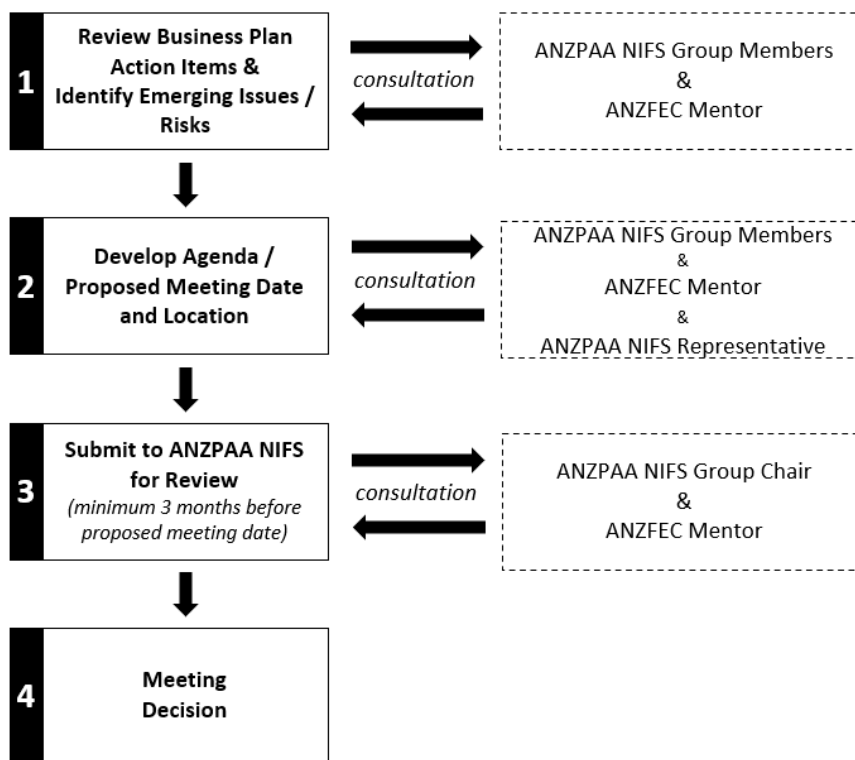 1
Review Business Plan
Action Items &
Identify Emerging Issues /
Risks
consultation
ANZPAA NIFS Group Members
&
ANZFEC Mentor
2
Develop Agenda /
Proposed Meeting Date
and Location
consultation
ANZPAA NIFS Group Members
&
ANZFEC Mentor
&
ANZPAA NIFS Representative
3
Submit to ANZPAA NIFS
for Review
(minimum 3 months before
proposed meeting date)
consultation
ANZPAA NIFS Group Chair
&
ANZFEC Mentor
4
Meeting
Decision